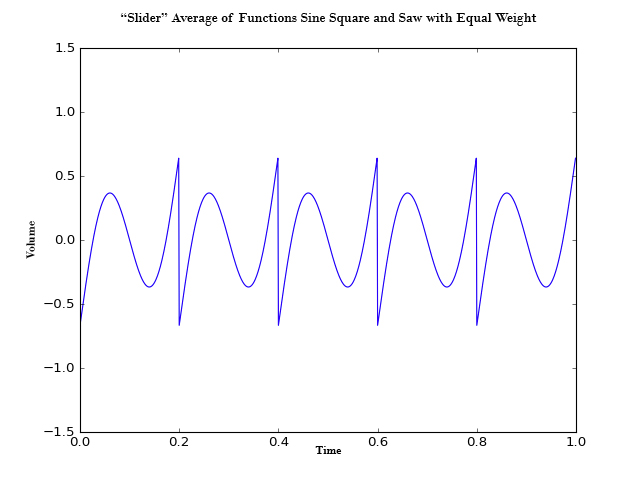 “Slider” Average of Functions Sine Square and Saw with Equal Weight
1.5
1.0
0.5
0.0
−0.5
−1.0
−1.5
Volume
0.0 0.2 0.4 0.6 0.8 1.0
Time